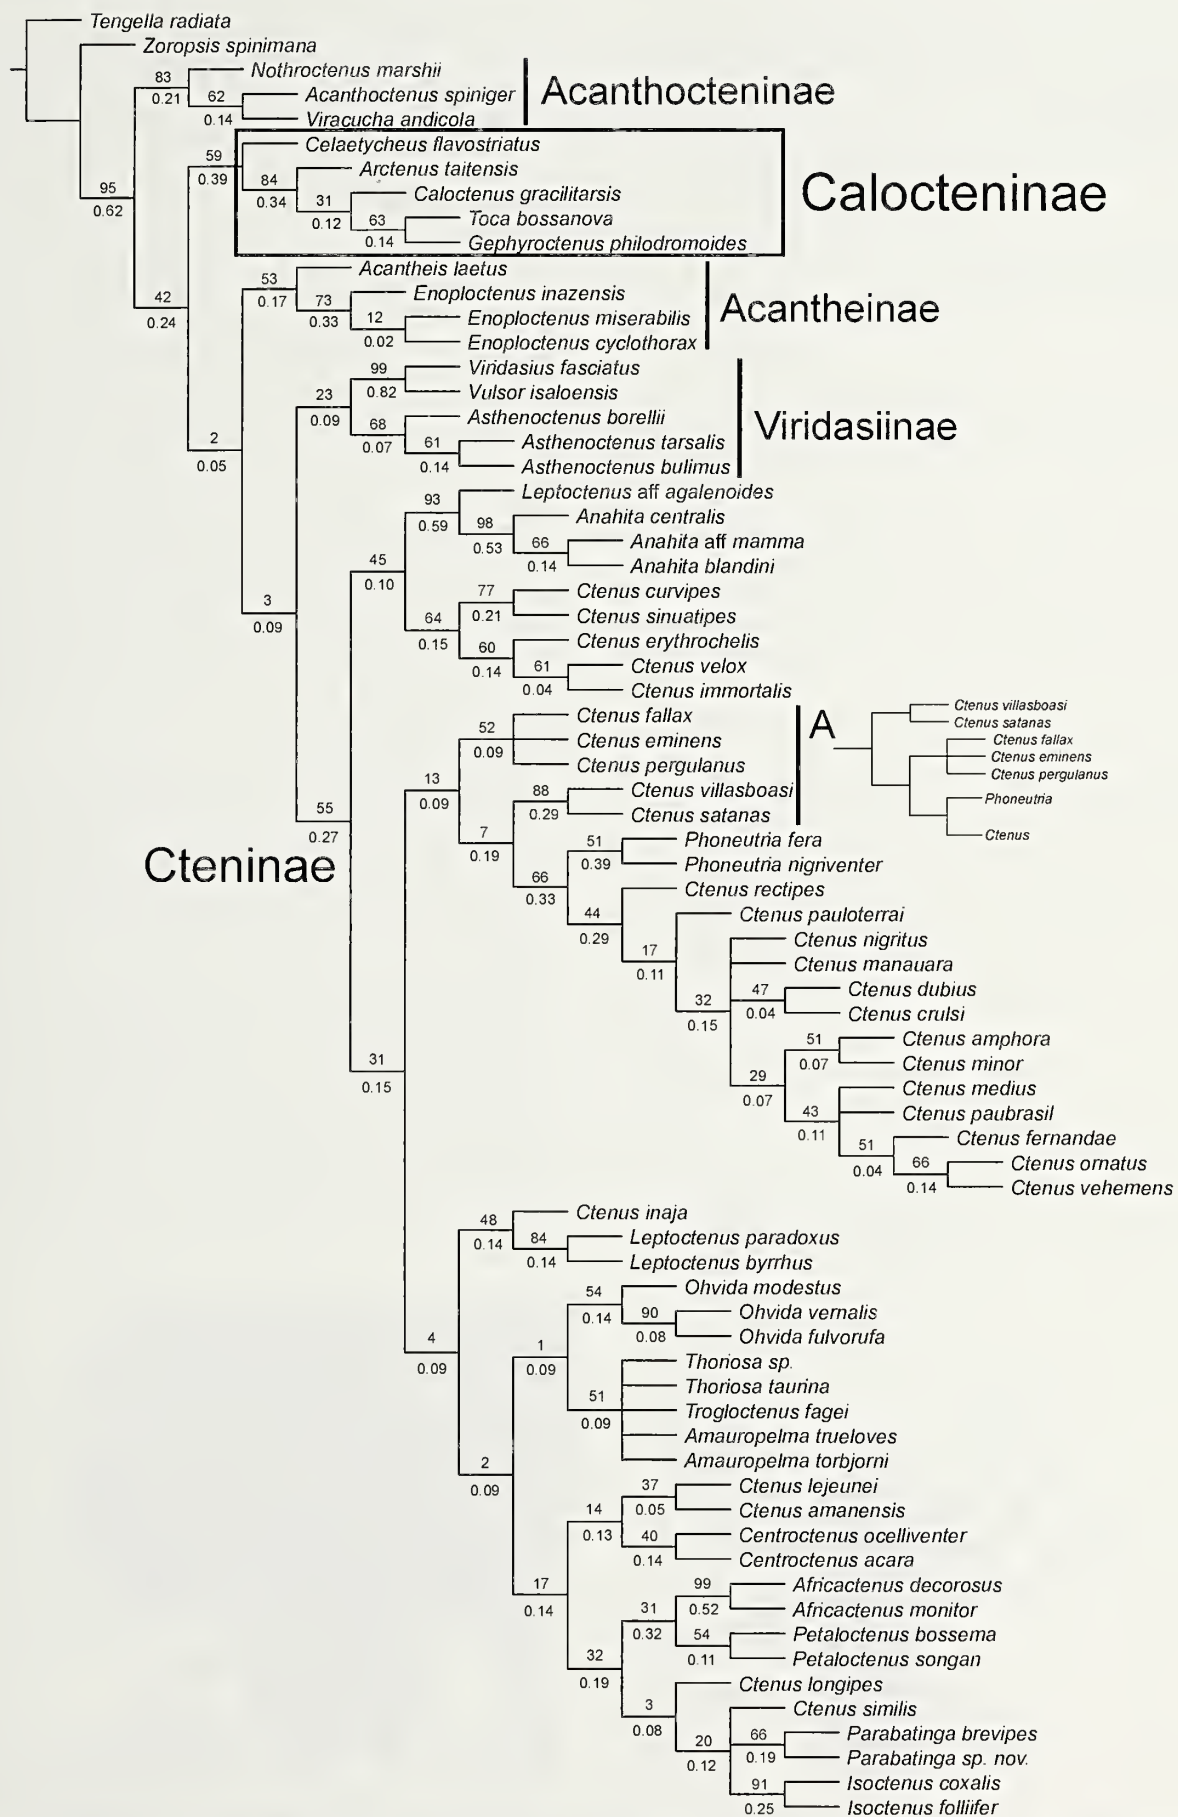 Tengella radiata
Zoropsis spinimana
83
Nothroctenus marshii
0.21
62
Acanthoctenus spiniger
Acanthocteninae
0.14
Viracucha andicola
59
Celaetycheus flavostriatus
0.39
84
Arctenus taitensis
95
0.34
31
Caloctenus gracilitarsis
Calocteninae
0.62
0.12
63
Toca bossanova
0.14
Gephyroctenus philodromoides
53
Acantheis laetus
42
0.17
73
Enoploctenus inazensis
0.24
0.33
12
Enoploctenus miserabilis
Acantheinae
0.02
Enoploctenus cyclothorax
99
Viridasius fasciatus
23
0.82
Vulsor isaloensis
0.09
68
Asthenoctenus borellii
Viridasiinae
2
0.07
61
Asthenoctenus tarsalis
0.05
0.14
Asthenoctenus bulimus
93
Leptoctenus aff agalenoides
0.59
98
Anahita centralis
0.53
66
Anahita aff mamma
45
0.14
Anahita blandini
0.10
77
Ctenus curvipes
3
64
0.21
Ctenus sinuatipes
0.09
0.15
60
Ctenus erythrochelis
0.14
61
Ctenus velox
0.04
Ctenus immortalis
52
Ctenus fallax
A
Ctenus villasboasi
Ctenus satanas
0.09
Ctenus eminens
Ctenus fallax
Ctenus eminens
Ctenus pergulanus
Ctenus pergulanus
13
88
Ctenus villasboasi
Phoneutria
0.09
0.29
Ctenus satanas
55
7
Ctenus
0.27
0.19
51
Phoneutria fera
Cteninae
0.39
Phoneutria nigriventer
66
Ctenus rectipes
0.33
44
Ctenus pauloterrai
0.29
17
Ctenus nigritus
0.11
Ctenus manauara
32
47
Ctenus dubius
0.15
0.04
Ctenus crulsi
51
Ctenus amphora
31
0.07
Ctenus minor
0.15
29
Ctenus medius
0.07
43
Ctenus paubrasil
0.11
51
Ctenus fernandae
0.04
66
Ctenus ornatus
0.14
Ctenus vehemens
48
Ctenus inaja
0.14
84
Leptoctenus paradoxus
0.14
Leptoctenus byrrhus
54
Ohvida modestus
0.14
90
Ohvida vernalis
4
1
0.08
Ohvida fulvorufa
0.09
0.09
Thoriosa sp.
51
Thoriosa taurina
0.09
Trogloctenus fagei
Amauropelma trueloves
2
Amauropelma torbjorni
0.09
37
Ctenus lejeunei
14
0.05
Ctenus amanensis
0.13
40
Centroctenus ocelliventer
0.14
Centroctenus acara
17
99
Africactenus decorosus
0.14
31
0.52
Africactenus monitor
0.32
54
Petaloctenus bossema
32
0.11
Petaloctenus songan
0.19
3
Ctenus longipes
0.08
Ctenus similis
20
66
Parabatinga brevipes
0.12
0.19
Parabatinga sp. nov.
91
Isoctenus coxalis
0.25
Isoctenus folliifer